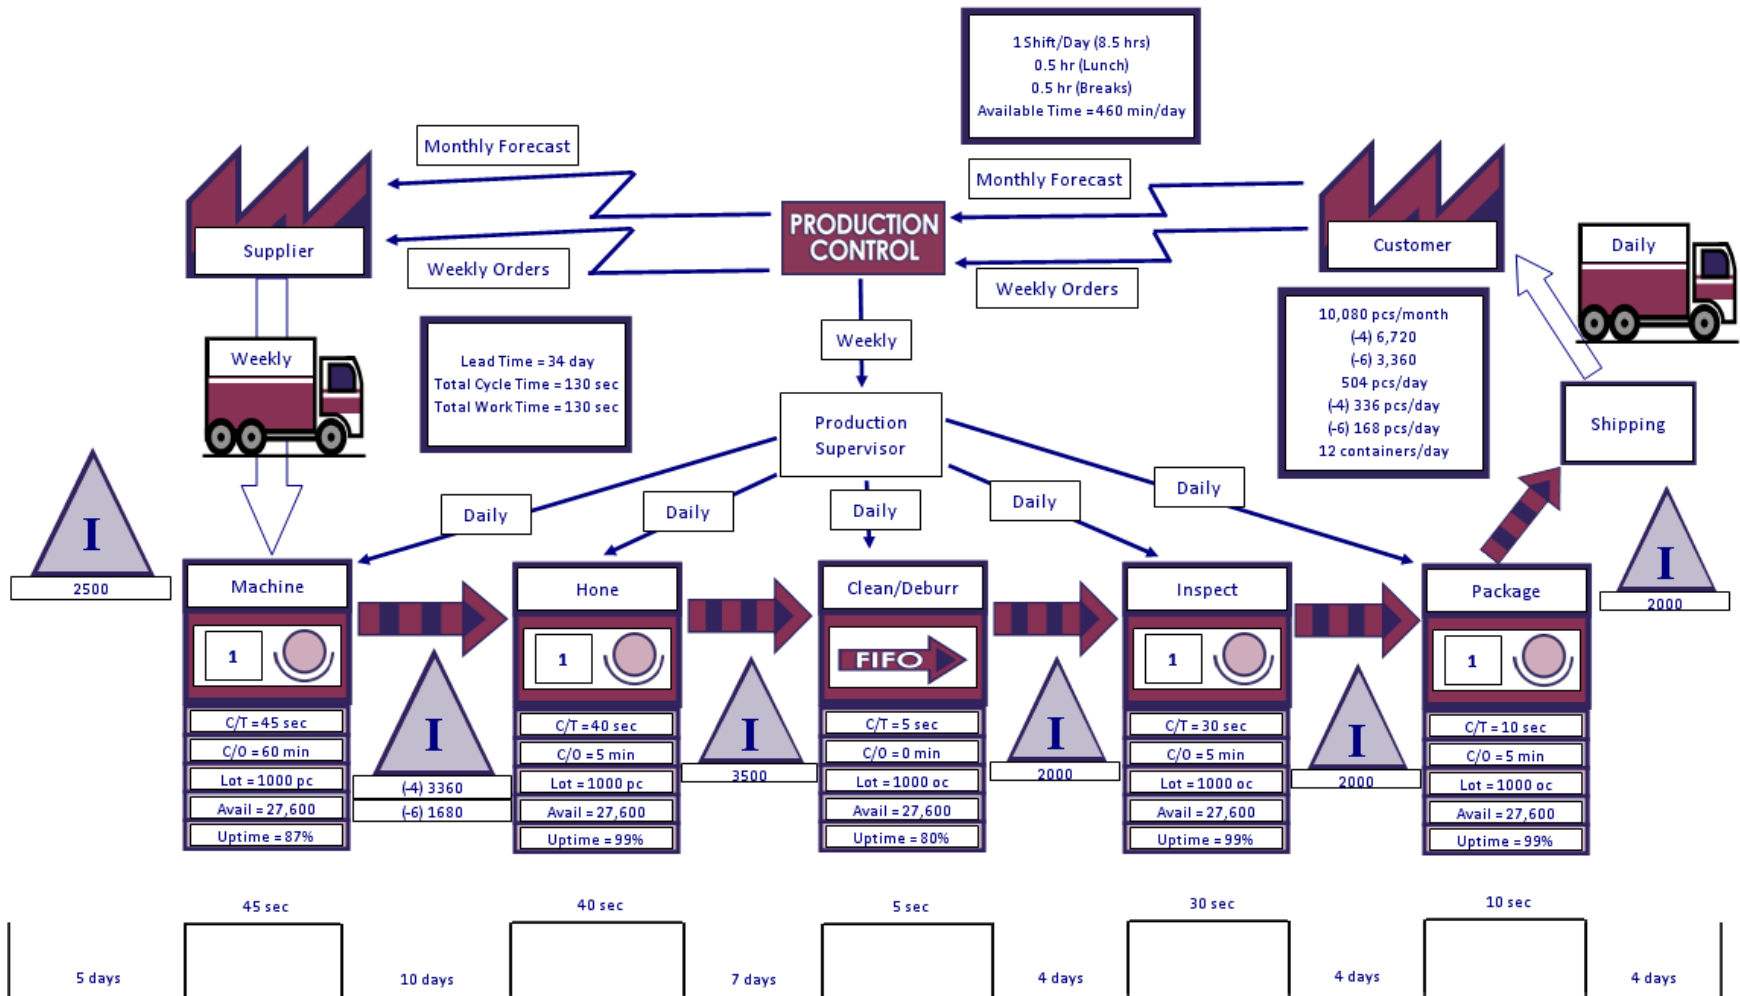 1 Shift/Day (8.5 hrs)
0.5 hr (Lunch)
0.5 hr (Breaks)
Available Time = 460 min/day
Monthly Forecast
Monthly Forecast
Supplier
PRODUCTION
CONTROL
Customer
Daily
Weekly Orders
Weekly Orders
Weekly
Lead Time = 34 day
Total Cycle Time = 130 sec
Total Work Time = 130 sec
Weekly
10,080 pcs/month
(-4) 6,720
(-6) 3,360
504 pcs/day
(-4) 336 pcs/day
(-6) 168 pcs/day
12 containers/day
Production
Supervisor
Shipping
Daily
Daily
Daily
Daily
Daily
I
2500
Machine
1
C/T = 45 sec
C/O = 60 min
Lot = 1000 pc
Avail = 27,600
Uptime = 87%
I
(-4) 3360
(-6) 1680
Hone
1
C/T = 40 sec
C/O = 5 min
Lot = 1000 pc
Avail = 27,600
Uptime = 99%
I
3500
Clean/Deburr
FIFO
C/T = 5 sec
C/O = 0 min
Lot = 1000 oc
Avail = 27,600
Uptime = 80%
I
2000
Inspect
1
C/T = 30 sec
C/O = 5 min
Lot = 1000 oc
Avail = 27,600
Uptime = 99%
I
2000
Package
1
C/T = 10 sec
C/O = 5 min
Lot = 1000 oc
Avail = 27,600
Uptime = 99%
I
2000
45 sec
40 sec
5 sec
30 sec
10 sec
5 days
10 days
7 days
4 days
4 days
4 days